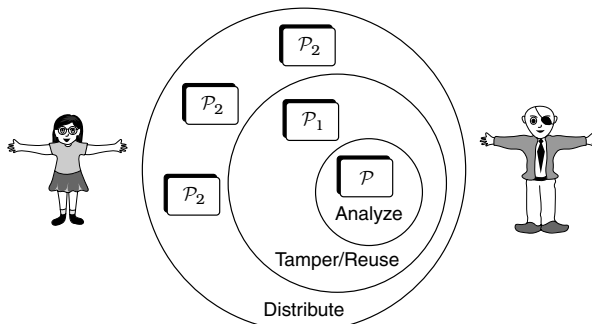 𝒫₂
𝒫₂
𝒫₁
𝒫
𝒫₂
Analyze
Tamper/Reuse
Distribute